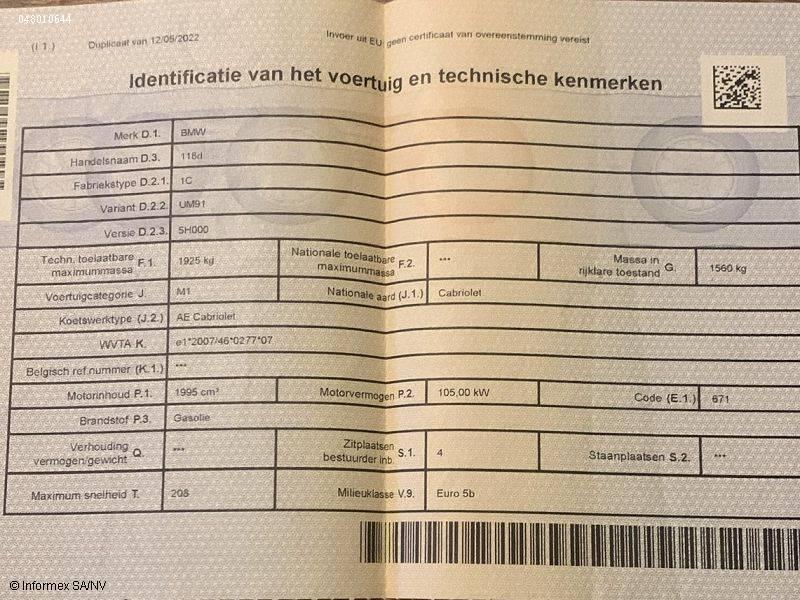 048010644
(I 1.) Duplicaat van 12/05/2022 Invoer uit EU geen certificaat van overeenstemming vereist
Identificatie van het voertuig en technische kenmerken
Merk D.1. BMW
Handelsnaam D.3. 118d
Fabriekstype D.2.1. 1C
Variant D.2.2. UM91
Versie D.2.3. 5H000
Techn. toelaatbare maximummassa F.1. 1925 kg Nationale toelaatbare maximummassa F.2. *** Massa in rijklare toestand G. 1560 kg
Voertuigcategorie J. M1 Nationale aard (J.1.) Cabriolet
Koetswerktype (J.2.) AE Cabriolet
WVTA K. e1*2007/46*0277*07
Belgisch ref.nummer (K.1.) ***
Motorinhoud P.1. 1995 cm³ Motorvermogen P.2. 105,00 kW Code (E.1.) 671
Brandstof P.3. Gasolie
Verhouding vermogen/gewicht Q. *** Zitplaatsen bestuurder inb. S.1. 4 Staanplaatsen S.2. ***
Maximum snelheid T. 208 Milieuklasse V.9. Euro 5b
© Informex SA/NV